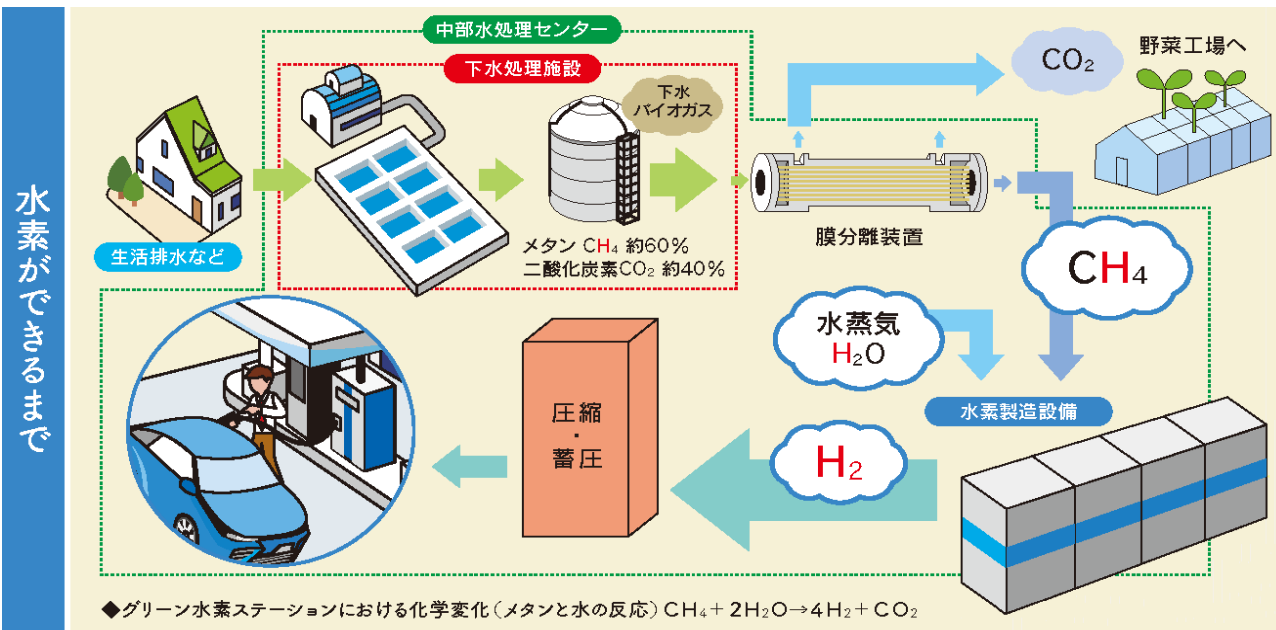 水素ができるまで
中部水処理センター
下水処理施設
下水
バイオガス
CO₂
野菜工場へ
生活排水など
メタン CH₄ 約60%
二酸化炭素CO₂ 約40%
膜分離装置
CH₄
水蒸気
H₂O
水素製造設備
圧縮
・
蓄圧
H₂
◆グリーン水素ステーションにおける化学変化（メタンと水の反応）CH₄＋2H₂O→4H₂＋CO₂